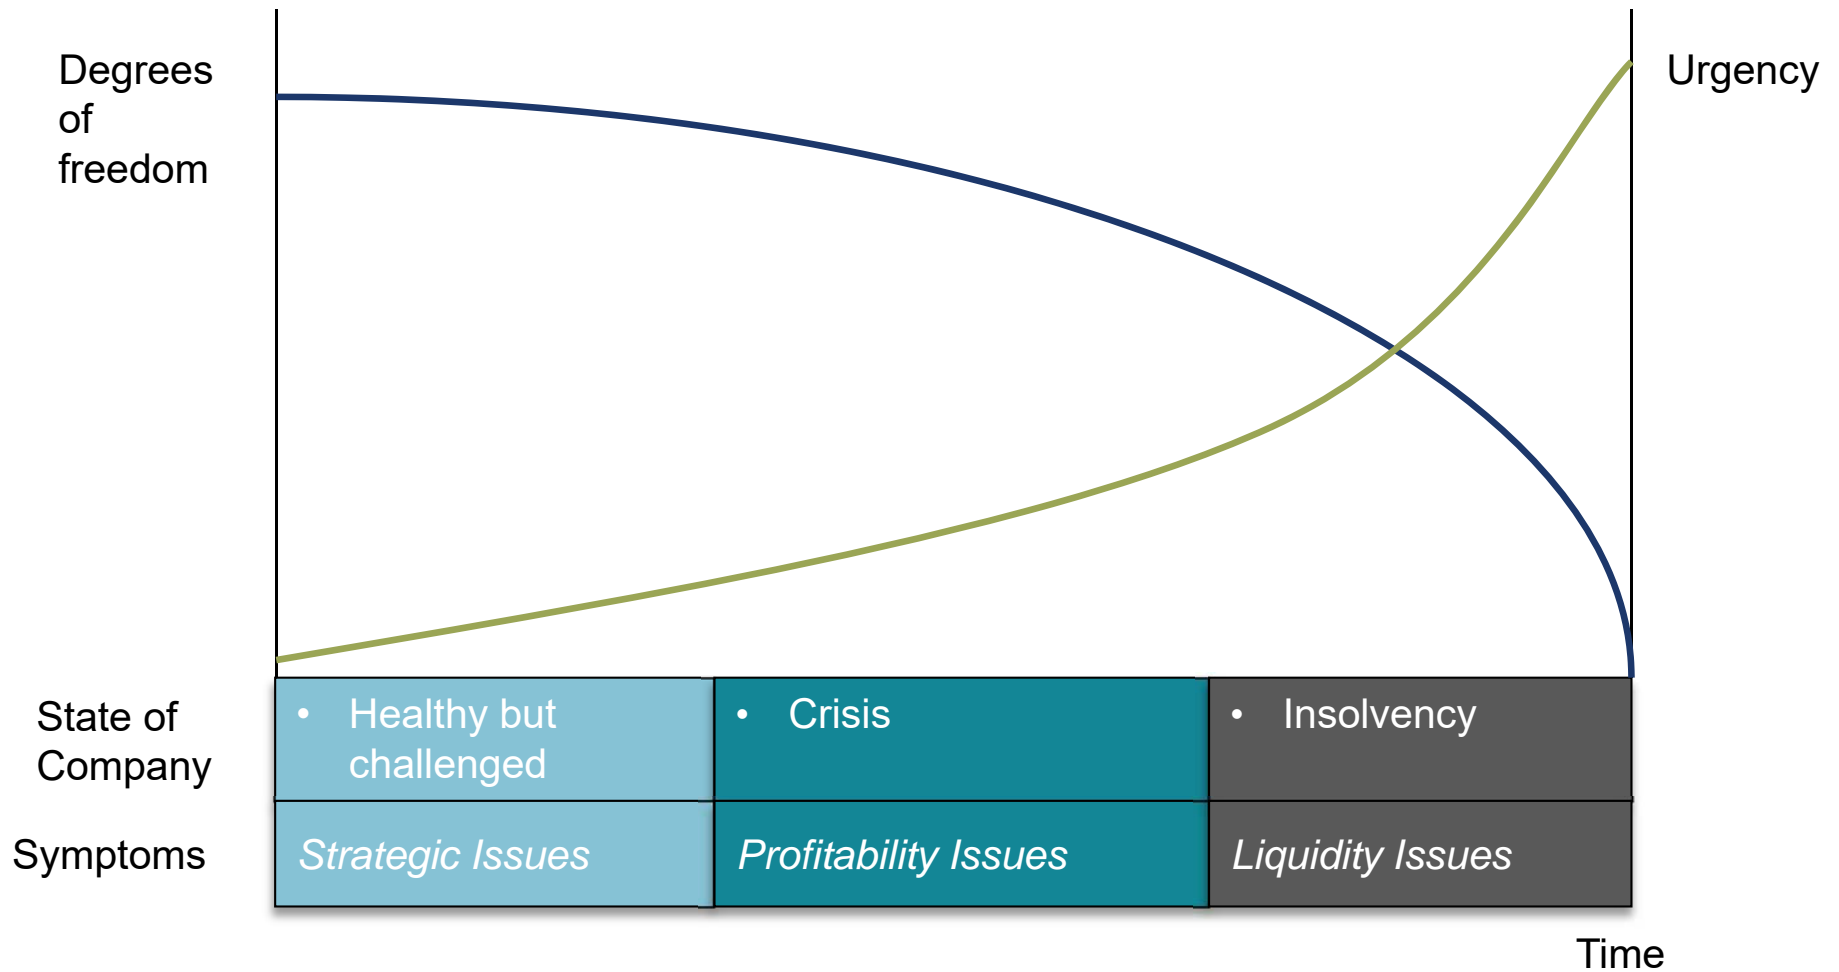 Degrees
of
freedom
Urgency
State of
Company
• Healthy but
challenged
• Crisis
• Insolvency
Symptoms
Strategic Issues
Profitability Issues
Liquidity Issues
Time